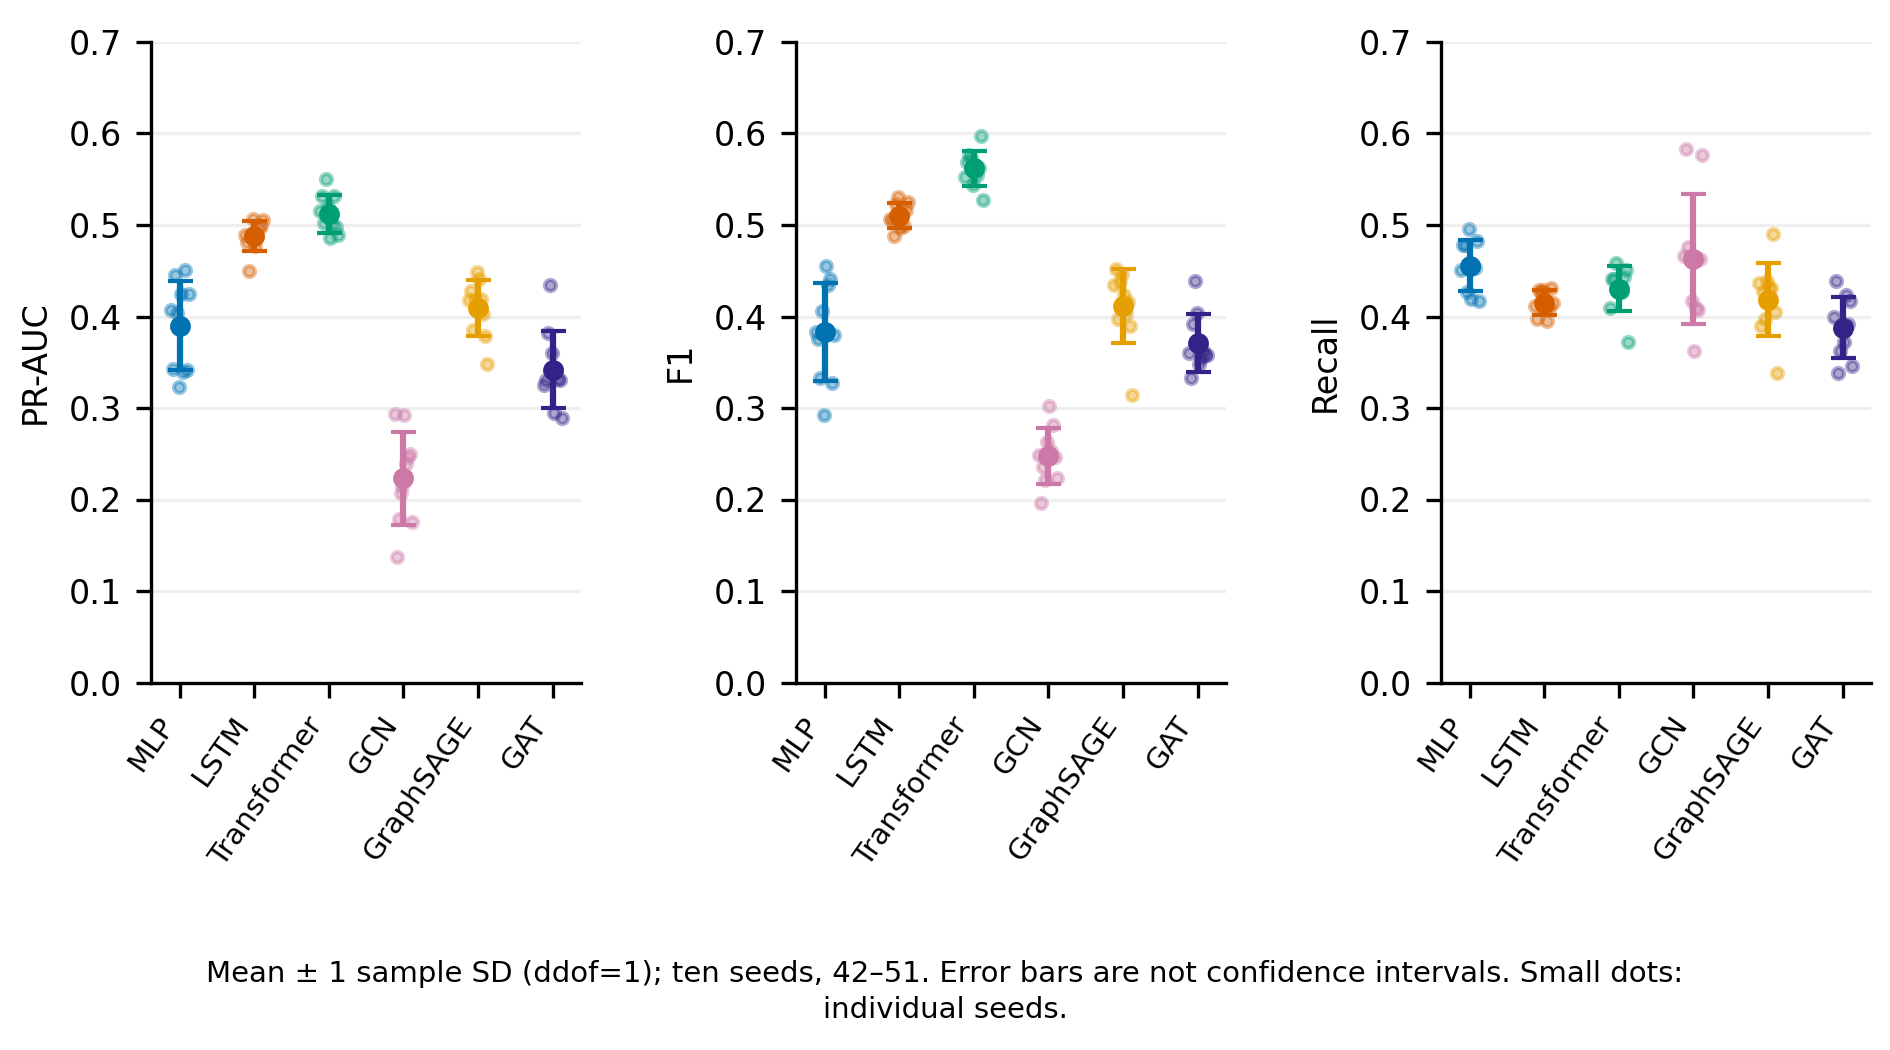 PR-AUC
0.7
0.6
0.5
0.4
0.3
0.2
0.1
0.0
MLP
LSTM
Transformer
GCN
GraphSAGE
GAT
F1
0.7
0.6
0.5
0.4
0.3
0.2
0.1
0.0
MLP
LSTM
Transformer
GCN
GraphSAGE
GAT
Recall
0.7
0.6
0.5
0.4
0.3
0.2
0.1
0.0
MLP
LSTM
Transformer
GCN
GraphSAGE
GAT
Mean ± 1 sample SD (ddof=1); ten seeds, 42–51. Error bars are not confidence intervals. Small dots:
individual seeds.